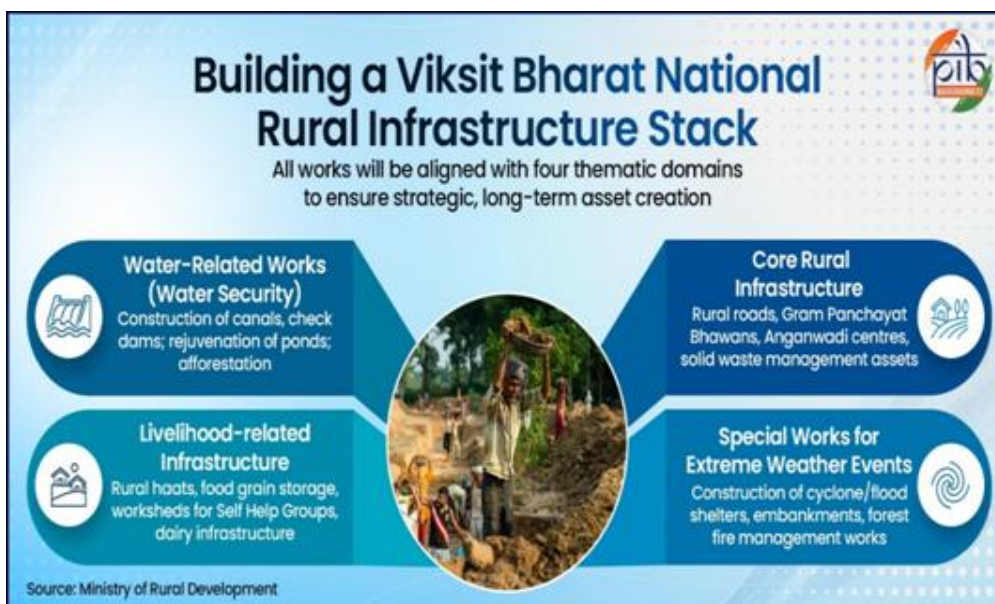 Building a Viksit Bharat National
Rural Infrastructure Stack
All works will be aligned with four thematic domains
to ensure strategic, long-term asset creation
Water-Related Works
(Water Security)
Construction of canals, check
dams; rejuvenation of ponds;
afforestation
Core Rural
Infrastructure
Rural roads, Gram Panchayat
Bhawans, Anganwadi centres,
solid waste management assets
Livelihood-related
Infrastructure
Rural haats, food grain storage,
worksheds for Self Help Groups,
dairy infrastructure
Special Works for
Extreme Weather Events
Construction of cyclone/flood
shelters, embankments, forest
fire management works
Source: Ministry of Rural Development
pib